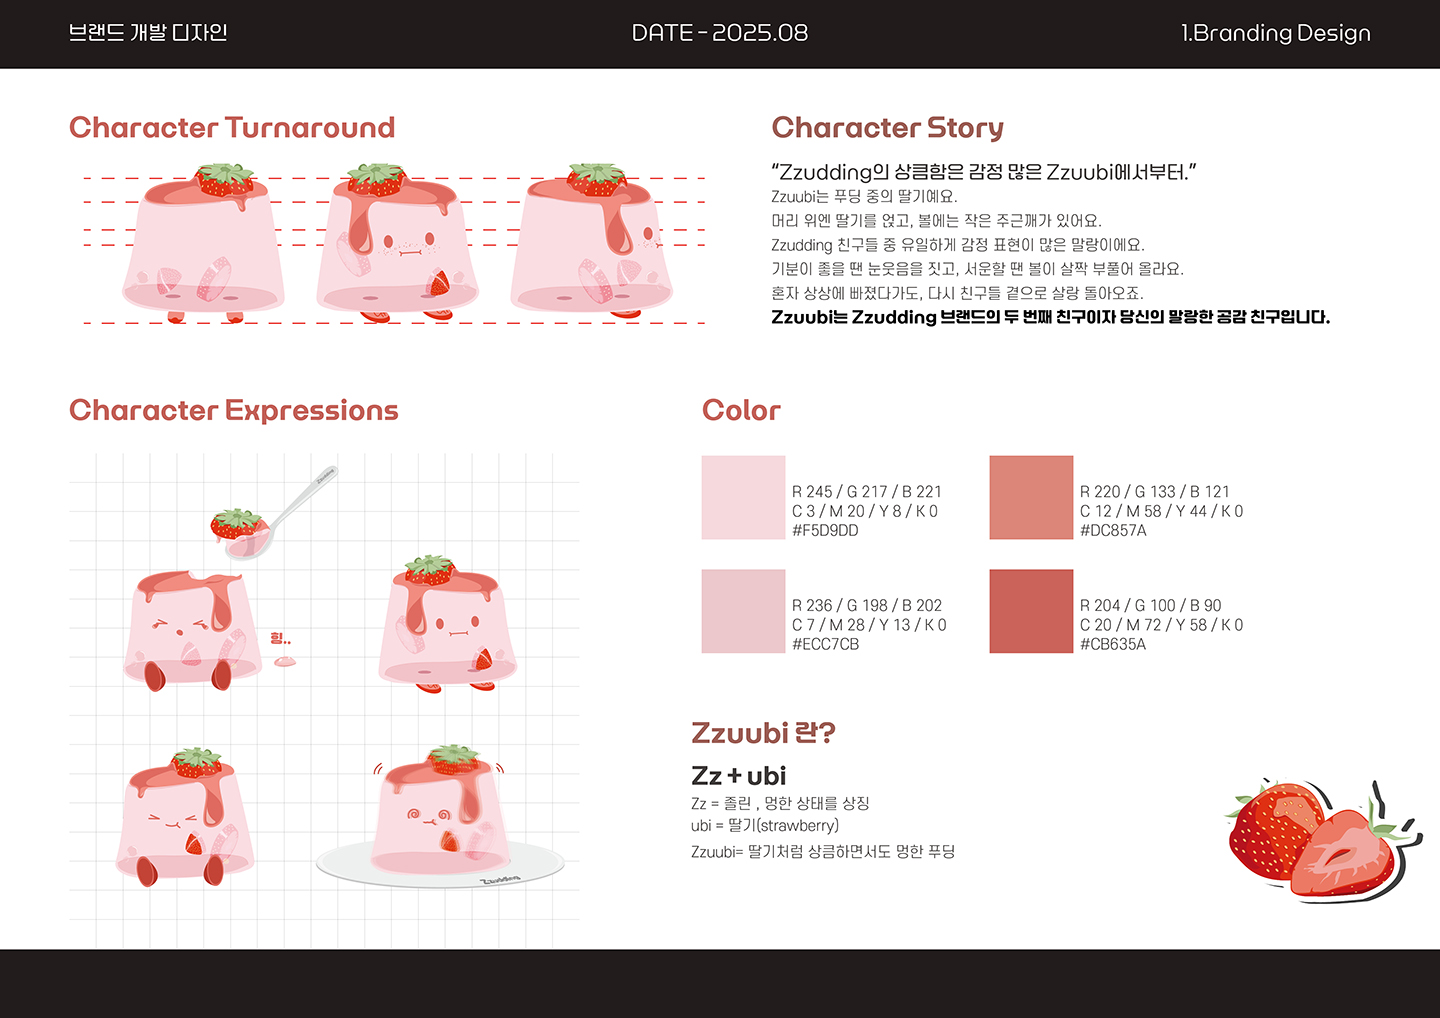 브랜드 개발 디자인
DATE - 2025.08
1.Branding Design
Character Turnaround
Character Story
“Zzudding의 상큼함은 감정 많은 Zzuubi에서부터.”
Zzuubi는 푸딩 중의 딸기예요.
머리 위엔 딸기를 얹고, 볼에는 작은 주근깨가 있어요.
Zzudding 친구들 중 유일하게 감정 표현이 많은 말랑이에요.
기분이 좋을 땐 눈웃음을 짓고, 서운할 땐 볼이 살짝 부풀어 올라요.
혼자 상상에 빠졌다가도, 다시 친구들 곁으로 살랑 돌아오죠.
Zzuubi는 Zzudding 브랜드의 두 번째 친구이자 당신의 말랑한 공감 친구입니다.
Character Expressions
Zzudding
힝..
Zzudding
Color
R 245 / G 217 / B 221
C 3 / M 20 / Y 8 / K 0
#F5D9DD
R 220 / G 133 / B 121
C 12 / M 58 / Y 44 / K 0
#DC857A
R 236 / G 198 / B 202
C 7 / M 28 / Y 13 / K 0
#ECC7CB
R 204 / G 100 / B 90
C 20 / M 72 / Y 58 / K 0
#CB635A
Zzuubi 란?
Zz + ubi
Zz = 졸린 , 멍한 상태를 상징
ubi = 딸기(strawberry)
Zzuubi= 딸기처럼 상큼하면서도 멍한 푸딩